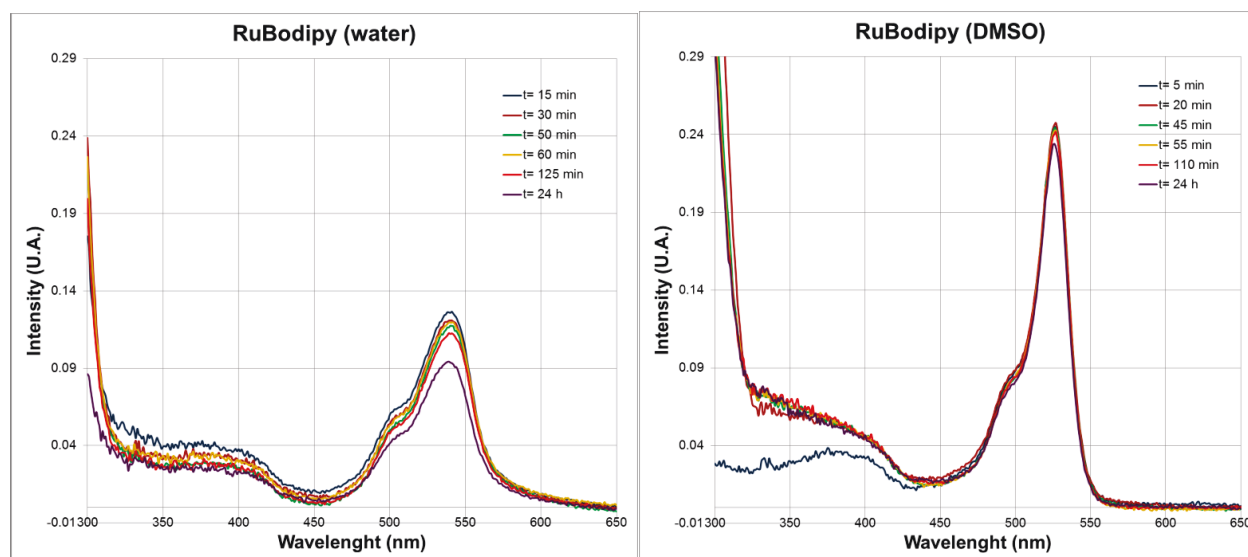 RuBodipy (water)
0.29
0.24
0.19
0.14
0.09
0.04
-0.01
300
350
400
450
500
550
600
650
Intensity (U.A.)
Wavelenght (nm)
t= 15 min
t= 30 min
t= 50 min
t= 60 min
t= 125 min
t= 24 h
RuBodipy (DMSO)
0.29
0.24
0.19
0.14
0.09
0.04
-0.01
300
350
400
450
500
550
600
650
Intensity (U.A.)
Wavelenght (nm)
t= 5 min
t= 20 min
t= 45 min
t= 55 min
t= 110 min
t= 24 h